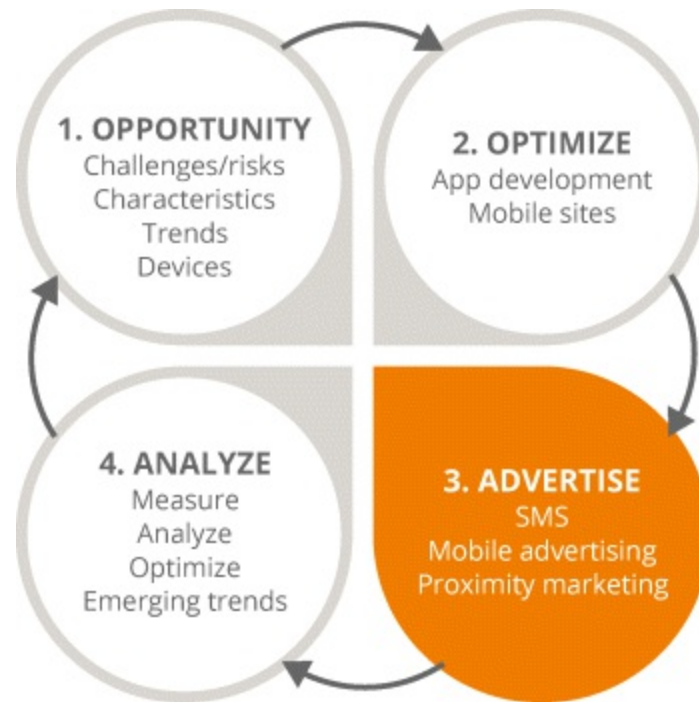 1. OPPORTUNITY
Challenges/risks
Characteristics
Trends
Devices
2. OPTIMIZE
App development
Mobile sites
3. ADVERTISE
SMS
Mobile advertising
Proximity marketing
4. ANALYZE
Measure
Analyze
Optimize
Emerging trends